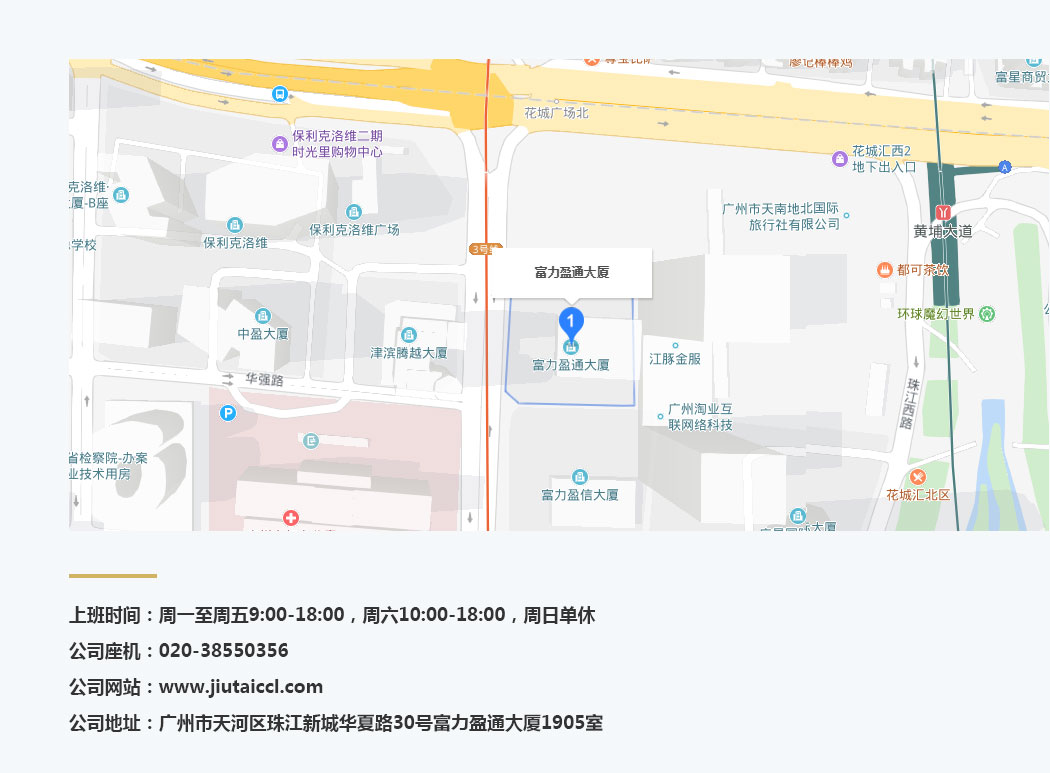 廖记棒棒鸡
富星商贸
花城广场北
保利克洛维二期
时光里购物中心
花城汇西2
地下出入口
A
克洛维·
厦-B座
广州市天南地北国际
旅行社有限公司
保利克洛维
保利克洛维广场
黄埔大道
学校
3号线
富力盈通大厦
都可茶饮
环球魔幻世界
1
中盈大厦
津滨腾越大厦
富力盈通大厦
江豚金服
华强路
珠江西路
P
广州淘业互
联网络科技
省检察院-办案
业技术用房
富力盈信大厦
花城汇北区
大厦
上班时间：周一至周五9:00-18:00，周六10:00-18:00，周日单休
公司座机：020-38550356
公司网站：www.jiutaiccl.com
公司地址：广州市天河区珠江新城华夏路30号富力盈通大厦1905室